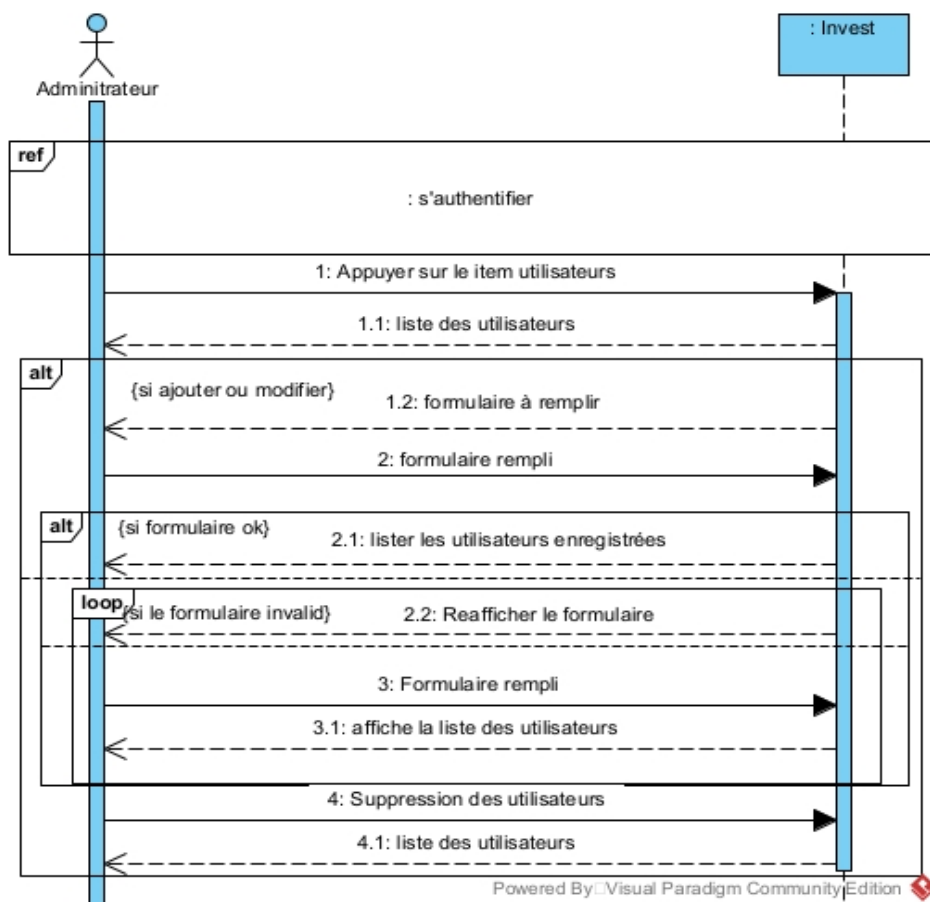 : Invest
Adminitrateur
ref
: s'authentifier
1: Appuyer sur le item utilisateurs
1.1: liste des utilisateurs
alt
{si ajouter ou modifier}
1.2: formulaire à remplir
2: formulaire rempli
alt
{si formulaire ok}
2.1: lister les utilisateurs enregistrées
loop
{si le formulaire invalid}
2.2: Reafficher le formulaire
3: Formulaire rempli
3.1: affiche la liste des utilisateurs
4: Suppression des utilisateurs
4.1: liste des utilisateurs
Powered By□Visual Paradigm Community Edition